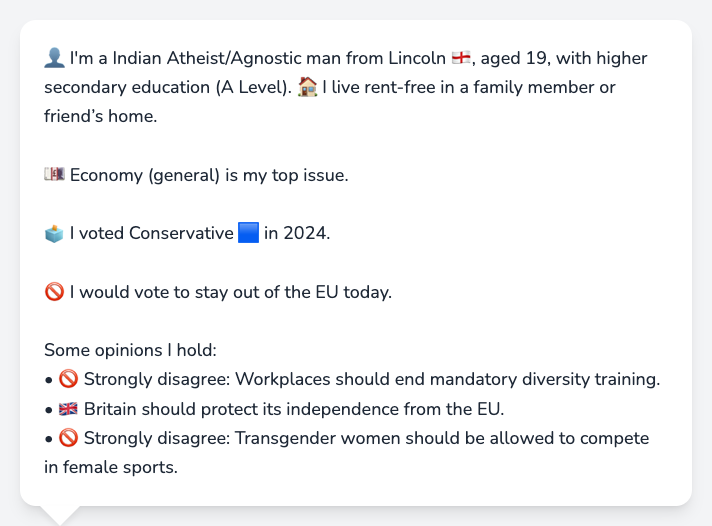 👤 I'm a Indian Atheist/Agnostic man from Lincoln 🏴󠁧󠁢󠁥󠁮󠁧󠁿, aged 19, with higher
secondary education (A Level). 🏠 I live rent-free in a family member or
friend’s home.
💷 Economy (general) is my top issue.
🗳️ I voted Conservative 🟦 in 2024.
🚫 I would vote to stay out of the EU today.
Some opinions I hold:
• 🚫 Strongly disagree: Workplaces should end mandatory diversity training.
• 🇬🇧 Britain should protect its independence from the EU.
• 🚫 Strongly disagree: Transgender women should be allowed to compete
in female sports.